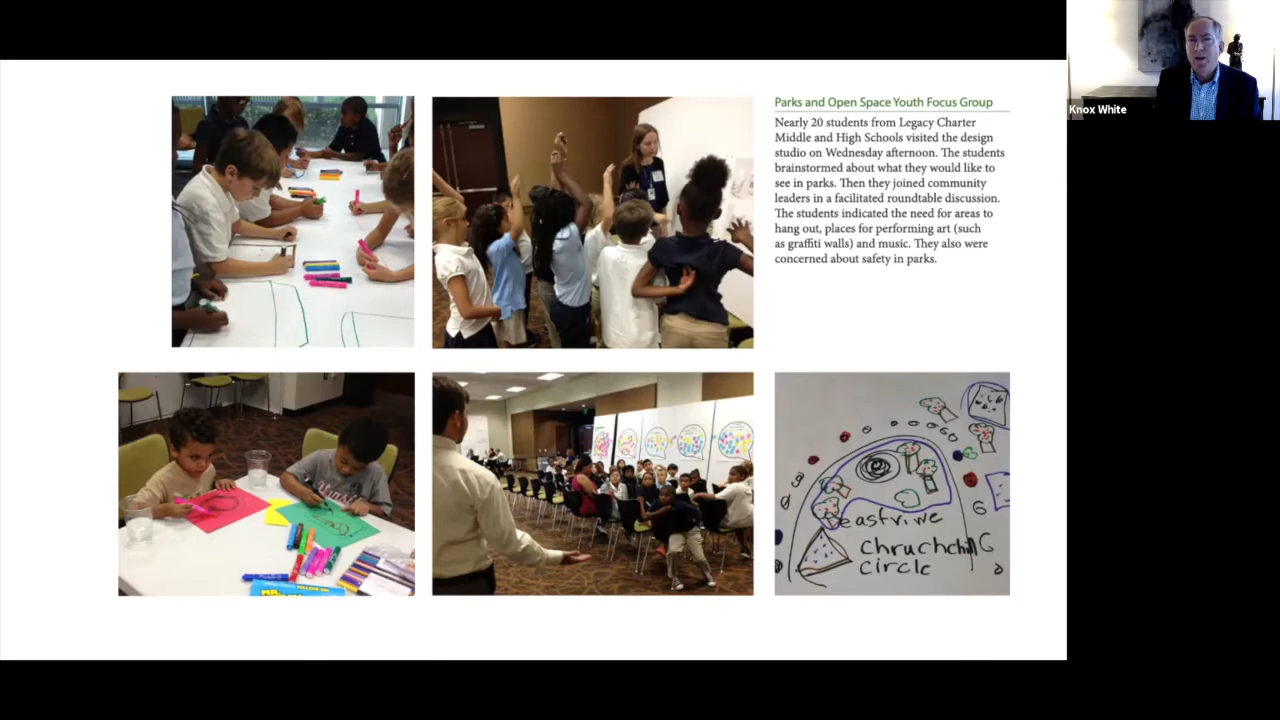 Parks and Open Space Youth Focus Group
Nearly 20 students from Legacy Charter
Middle and High Schools visited the design
studio on Wednesday afternoon. The students
brainstormed about what they would like to
see in parks. Then they joined community
leaders in a facilitated roundtable discussion.
The students indicated the need for areas to
hang out, places for performing art (such
as graffiti walls) and music. They also were
concerned about safety in parks.
Knox White
eastviwe
circle